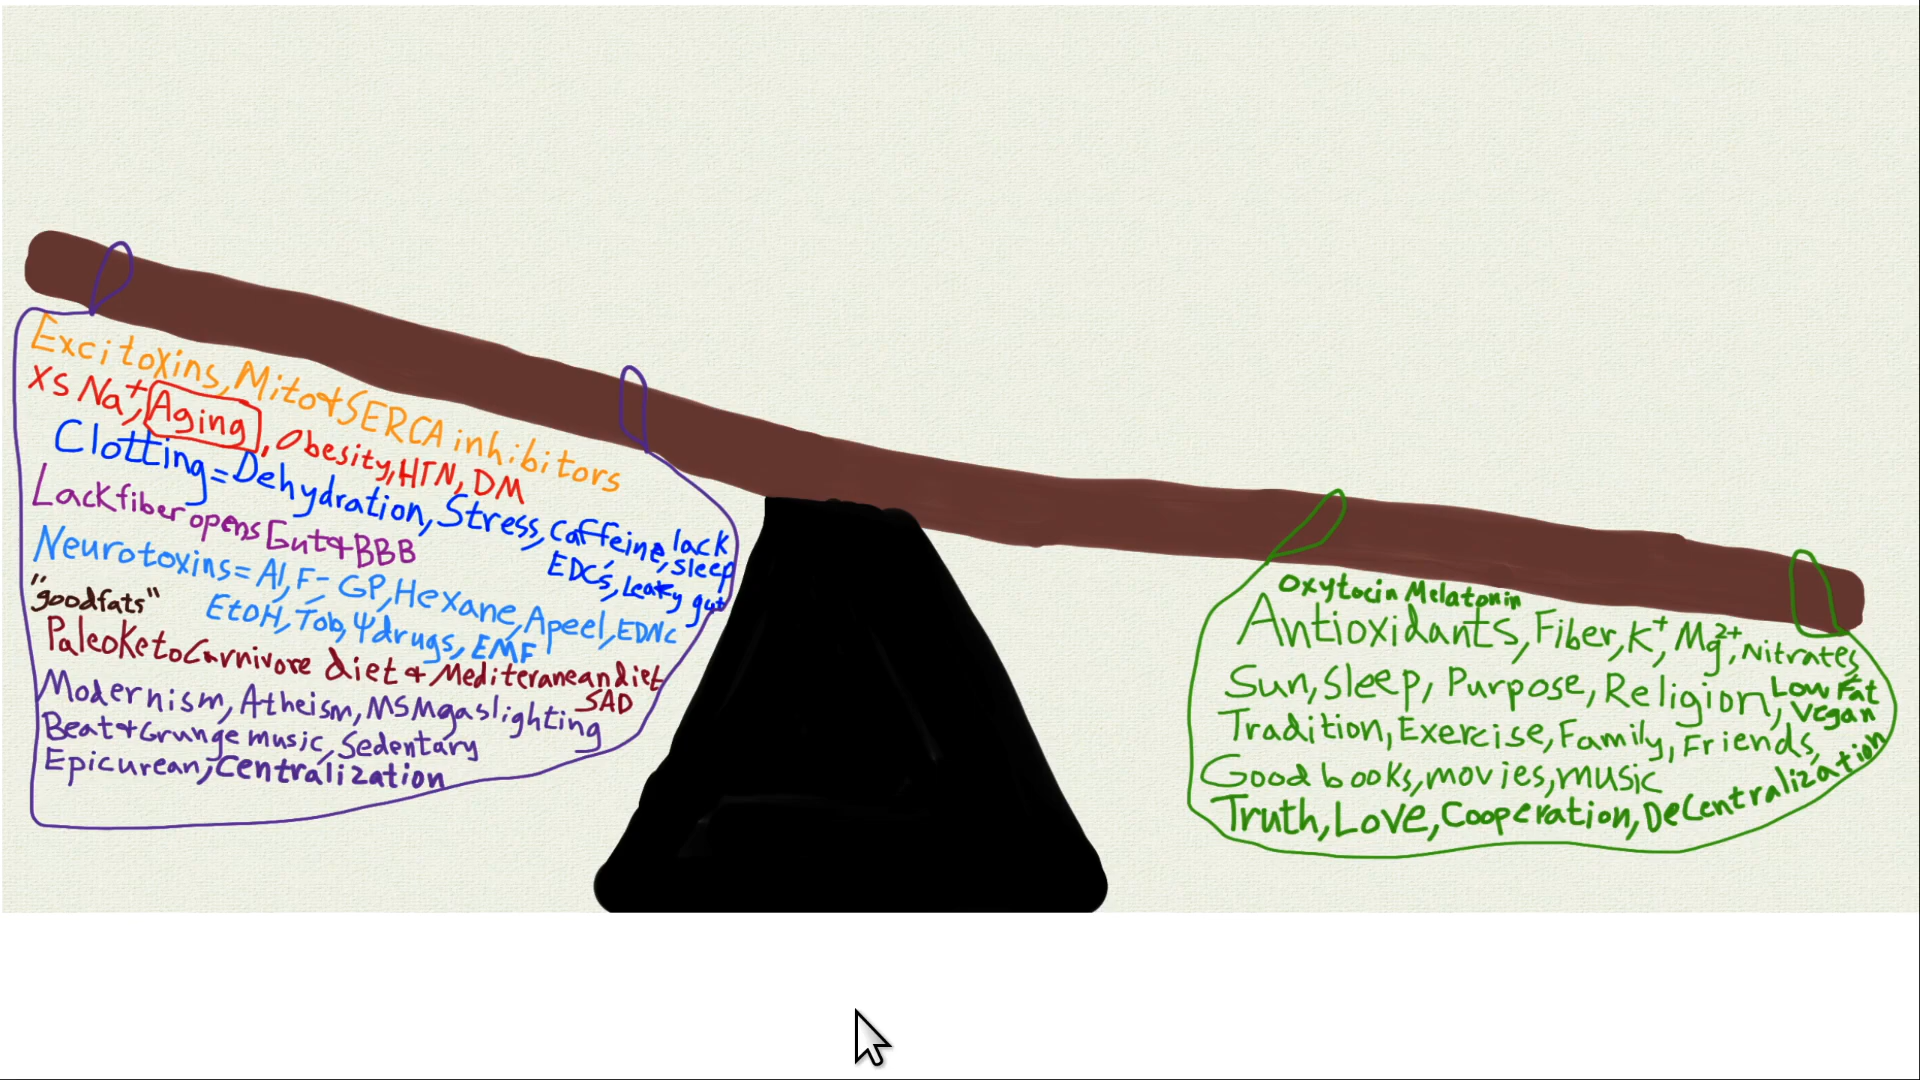 Excitoxins, Mito+SERCA inhibitors
XS Na+, Aging, Obesity, HTN, DM
Clotting=Dehydration, Stress, Caffeine, lack sleep
EDC's, Leaky gut
Lack fiber opens Gut+BBB
Neurotoxins=Al, F-, GP, Hexane, Apeel, EDNC
EtOH, Tob, Ψdrugs, EMF
"goodfats"
PaleoKetoCarnivore diet + Mediteranean diet
SAD
Modernism, Atheism, MSMgaslighting
Beat+Grunge music, Sedentary
Epicurean, Centralization
Oxytocin Melatonin
Antioxidants, Fiber, K+, Mg2+, Nitrates,
Sun, Sleep, Purpose, Religion, Low Fat Vegan
Tradition, Exercise, Family, Friends,
Good books, movies, music
Truth, Love, Cooperation, Decentralization